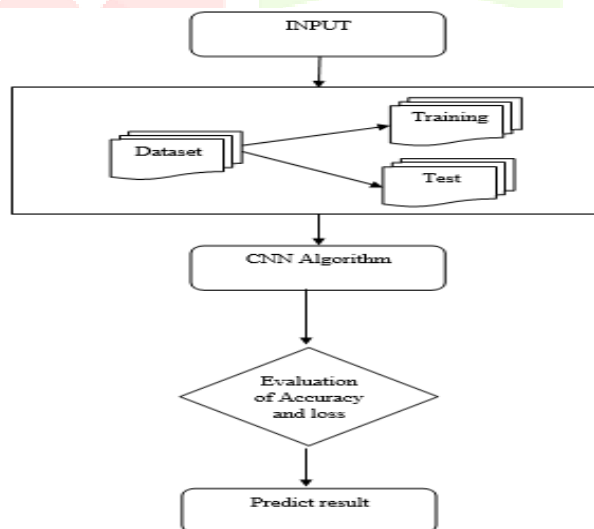 INPUT
Training
Dataset
Test
CNN Algorithm
Evaluation
of Accuracy
and loss
Predict result